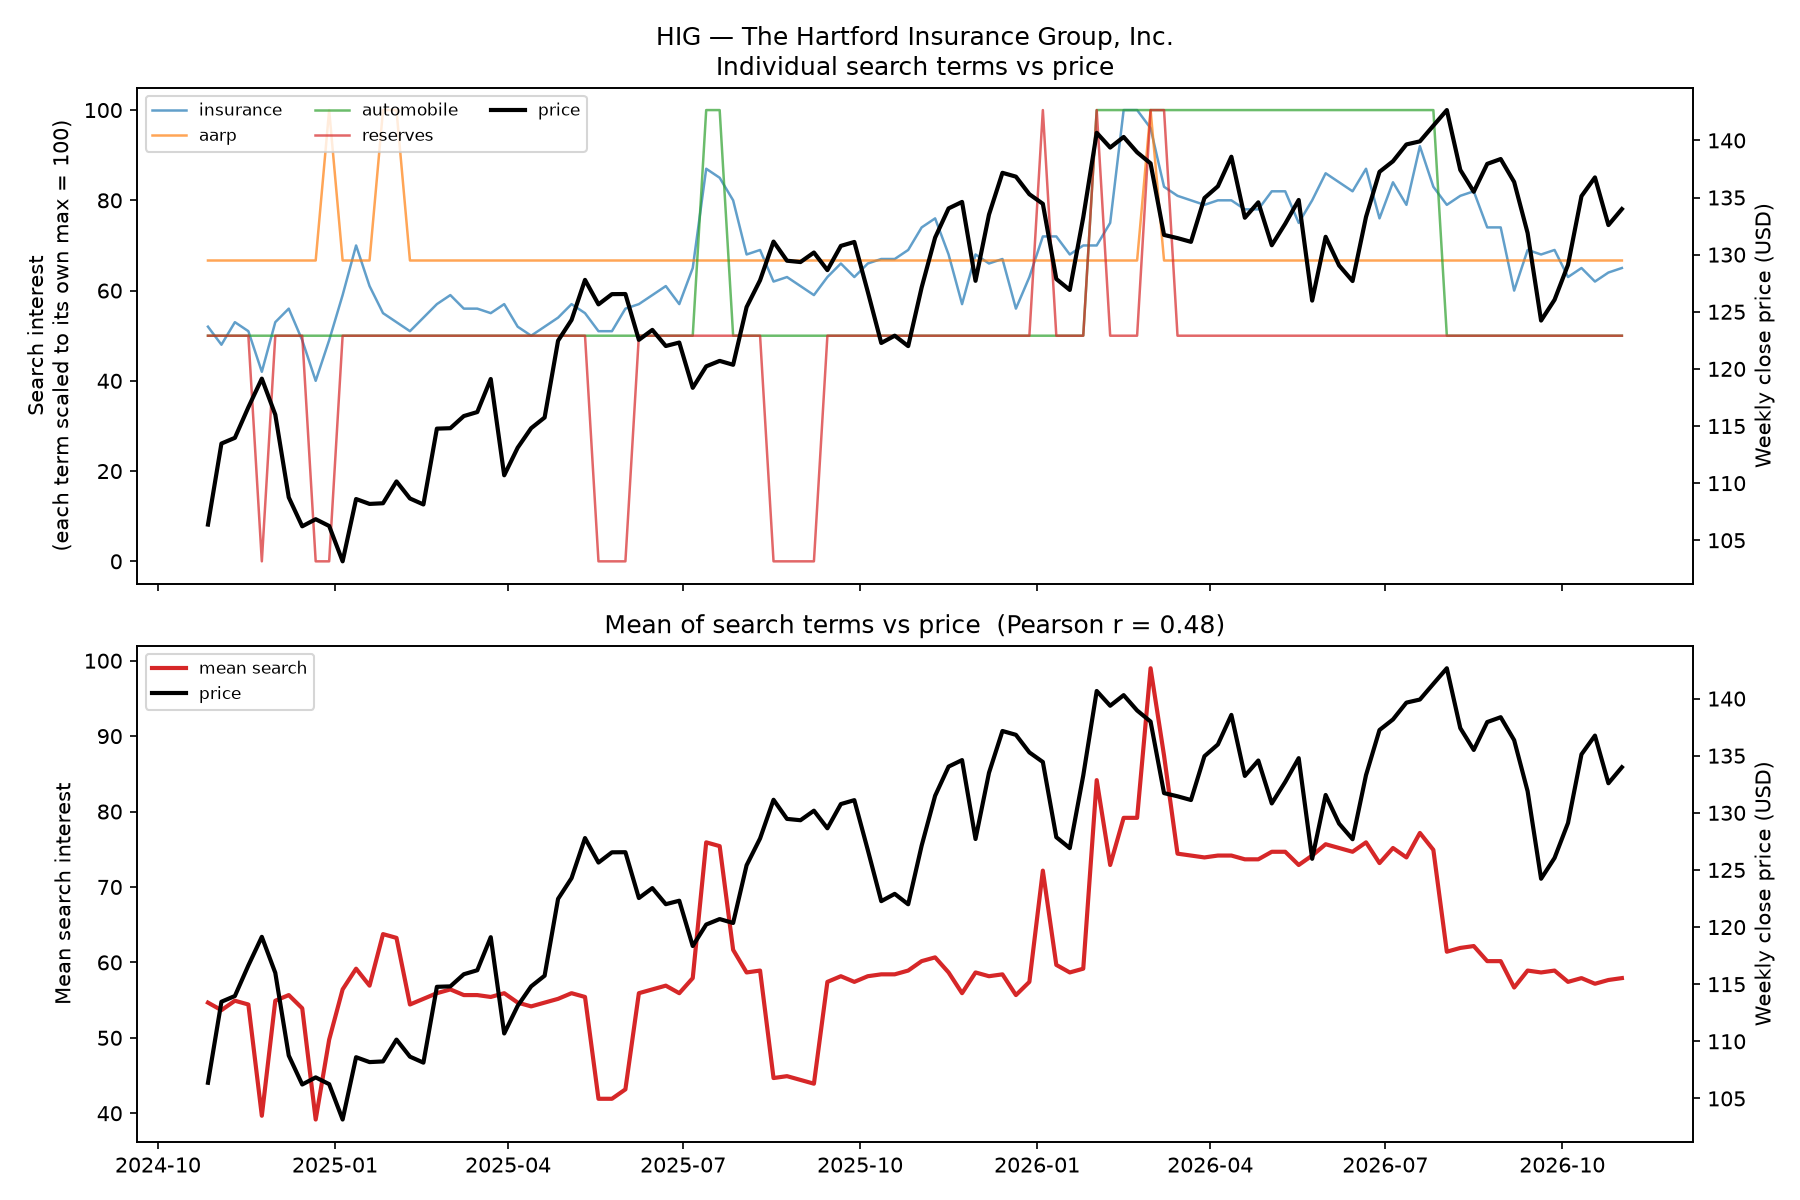 HIG — The Hartford Insurance Group, Inc.
Individual search terms vs price
insurance
aarp
automobile
reserves
price
100
80
60
40
20
0
Search interest
(each term scaled to its own max = 100)
140
135
130
125
120
115
110
105
Weekly close price (USD)
Mean of search terms vs price  (Pearson r = 0.48)
mean search
price
100
90
80
70
60
50
40
Mean search interest
140
135
130
125
120
115
110
105
Weekly close price (USD)
2024-10
2025-01
2025-04
2025-07
2025-10
2026-01
2026-04
2026-07
2026-10